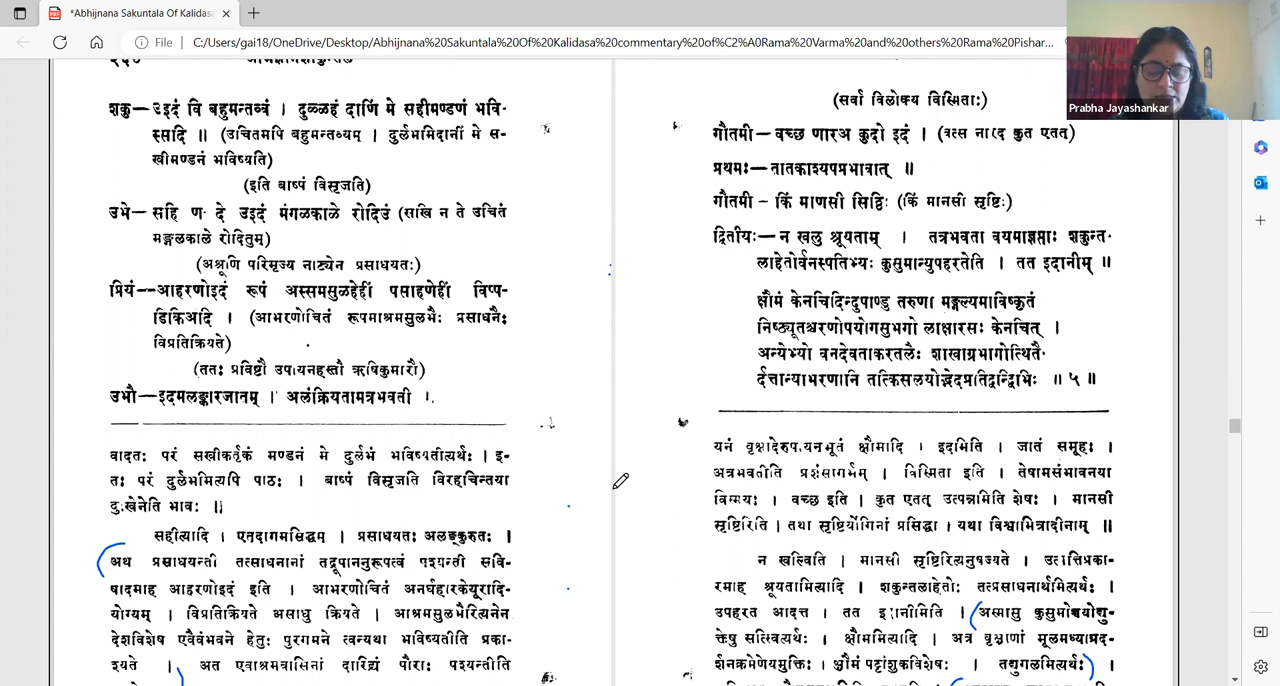 *Abhijnana Sakuntala Of Kalidasa
File
C:/Users/gai18/OneDrive/Desktop/Abhijnana%20Sakuntala%20Of%20Kalidasa%20commentary%20of%C2%A0Rama%20Varma%20and%20others%20Rama%20Pishar...
Prabha Jayashankar
शकु—उइदं वि बहुमन्तव्वं । दुळ्ळहं दाणिं मे सहीमण्डणं भवि-
स्सदि ॥ (उचितमपि बहुमन्तव्यम् । दुर्लभमिदानीं मे स-
खीमण्डनं भविष्यति)
(इति बाष्पं विसृजति)
उभे—सहि ण दे उइदं मंगळकाळे रोदिउं (सखि न ते उचितं
मङ्गलकाले रोदितुम्)
(अश्रूणि परिसृज्य नाट्येन प्रसाधयतः)
प्रियं—आहरणोइदं रूपं अस्समसुळहेहीं पसाहणेहीं विप्प-
डिकिअदि । (आभरणोचितं रूपमाश्रमसुलभैः प्रसाधनैः
विप्रतिक्रियते)
(ततः प्रविष्टौ उपायनहस्तौ ऋषिकुमारौ)
उभौ—इदमलङ्कारजातम् । अलंक्रियतामत्रभवती ।
वादतः परं सखीकर्तृकं मण्डनं मे दुर्लभं भविष्यतीत्यर्थः । इ-
तः परं दुर्लभमित्यपि पाठः । बाष्पं विसृजति विरहचिन्तया
दुःखेनेति भावः ॥
सहीत्यादि । एतदागमसिद्धम् । प्रसाधयतः अलङ्कुरुतः ।
अथ प्रसाधयन्ती तत्साधनानां तद्रूपाननुरूपत्वं पश्यन्ती सवि-
षादमाह आहरणोइदं इति । आभरणोचितं अनर्घहारकेयूरादि-
योग्यम् । विप्रतिक्रियते असाधु क्रियते । आश्रमसुलभैरित्यनेन
देशविशेष एवैवंभवने हेतुः पुरगमने त्वन्यथा भविष्यतीति प्रका-
श्यते । अत एवाश्रमवासिनां दारिद्र्यं पौराः पश्यन्तीति
(सर्वा विलोक्य विस्मिताः)
गौतमी—वच्छ णारअ कुदो इदं । (वत्स नारद कुत एतत्)
प्रथमः—तातकाश्यपप्रभावात् ॥
गौतमी – किं माणसी सिट्ठि (किं मानसी सृष्टिः)
द्वितीयः—न खलु श्रूयताम् । तत्रभवता वयमाज्ञप्ताः शकुन्त-
लाहेतोर्वनस्पतिभ्यः कुसुमान्युपहरतेति । तत इदानीम् ॥
क्षौमं केनचिदिन्दुपाण्डु तरुणा मङ्गल्यमाविष्कृतं
निष्ठ्यूतश्चरणोपयोगसुभगो लाक्षारसः केनचित् ।
अन्येभ्यो वनदेवताकरतलैः शाखाग्रभागोत्थितै-
र्दत्तान्याभरणानि तत्किसलयोद्भेदप्रतिद्वन्द्विभिः ॥ ५ ॥
यनं वृक्षादेरुपायनभूतं क्षौमादि । इदमिति । जातं समूहः ।
अत्रभवतीति प्रशंसागर्भम् । विस्मिता इति । तेषामसंभावनया
विस्मयः । वच्छ इति । कुत एतत् उत्पन्नमिति शेषः । मानसी
सृष्टिरिति । तथा सृष्टिर्योगिनां प्रसिद्धा । यथा विश्वामित्रादीनाम् ॥
न खल्विति । मानसी सृष्टिरित्यनुषज्यते । उत्पत्तिप्रका-
रमाह श्रूयतामित्यादि । शकुन्तलाहेतोः तत्प्रसाधनार्थमित्यर्थः ।
उपहरत आदत्त । तत इदानीमिति । अस्मासु कुसुमोच्चयोद्यु-
क्तेषु सत्स्वित्यर्थः । क्षौममित्यादि । अत्र वृक्षाणां मूलमध्याग्रद-
र्शनक्रमेणेयमुक्तिः । क्षौमं पट्टांशुकविशेषः । तद्युगलमित्यर्थः ।